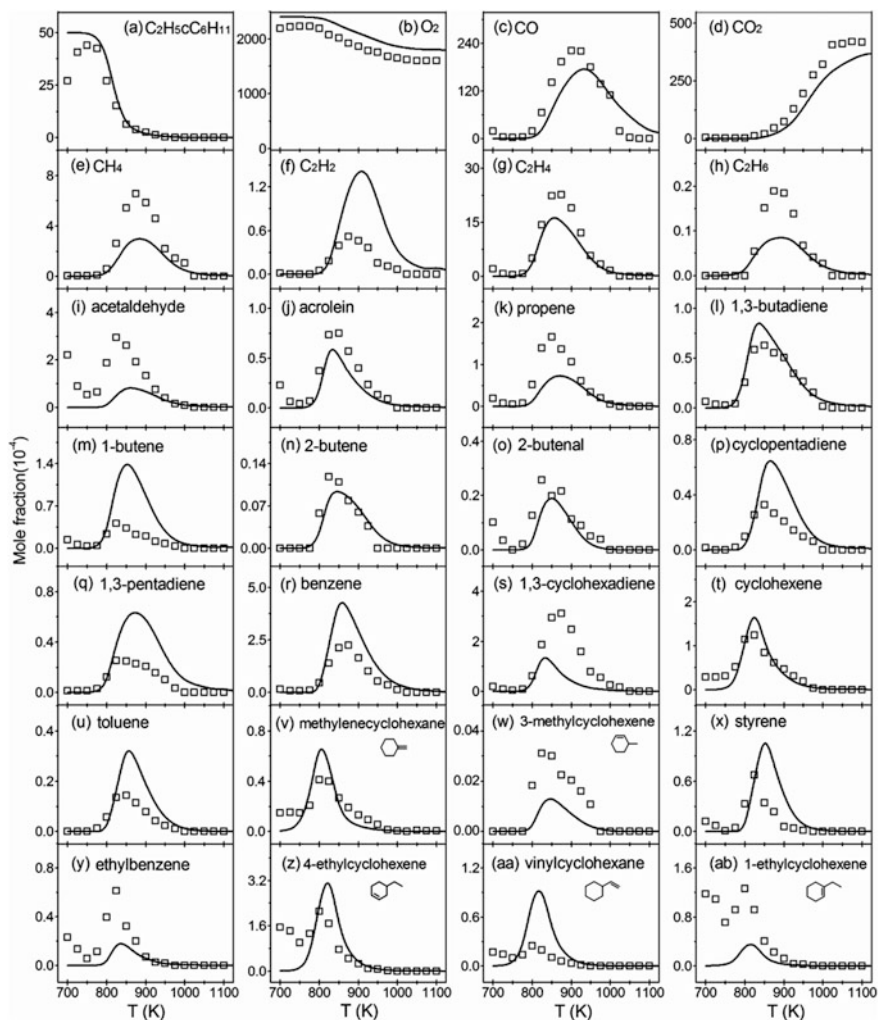 (a) C2H5cC6H11
(b) O2
(c) CO
(d) CO2
50
25
0
2000
1000
0
240
120
0
500
250
0
(e) CH4
(f) C2H2
(g) C2H4
(h) C2H6
8
4
0
1.2
0.6
0.0
30
15
0
0.2
0.1
0.0
(i) acetaldehyde
(j) acrolein
(k) propene
(l) 1,3-butadiene
4
2
0
1.0
0.5
0.0
2
1
0
1.0
0.5
0.0
Mole fraction(10-4)
(m) 1-butene
(n) 2-butene
(o) 2-butenal
(p) cyclopentadiene
1.4
0.7
0.0
0.14
0.07
0.00
0.4
0.2
0.0
0.8
0.4
0.0
(q) 1,3-pentadiene
(r) benzene
(s) 1,3-cyclohexadiene
(t) cyclohexene
0.8
0.4
0.0
5.0
2.5
0.0
4
2
0
2
1
0
(u) toluene
(v) methylenecyclohexane
(w) 3-methylcyclohexene
(x) styrene
0.4
0.2
0.0
0.8
0.4
0.0
0.04
0.02
0.00
1.2
0.6
0.0
(y) ethylbenzene
(z) 4-ethylcyclohexene
(aa) vinylcyclohexane
(ab) 1-ethylcyclohexene
0.8
0.4
0.0
3.2
1.6
0.0
1.2
0.6
0.0
1.2
0.6
0.0
700 800 900 1000 1100
700 800 900 1000 1100
700 800 900 1000 1100
700 800 900 1000 1100
T (K)
T (K)
T (K)
T (K)